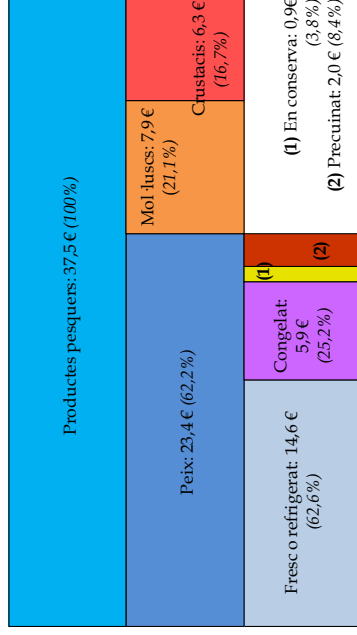 Productes pesquers: 37,5 € (100%)
Peix: 23,4 € (62,2%)
Mol·luscs: 7,9 €
(21,1%)
Crustacis: 6,3 €
(16,7%)
Fresc o refrigerat: 14,6 €
(62,6%)
Congelat:
5,9 €
(25,2%)
(1)
(2)
(1) En conserva: 0,9€
(3,8%)
(2) Precuinat: 2,0 € (8,4%)